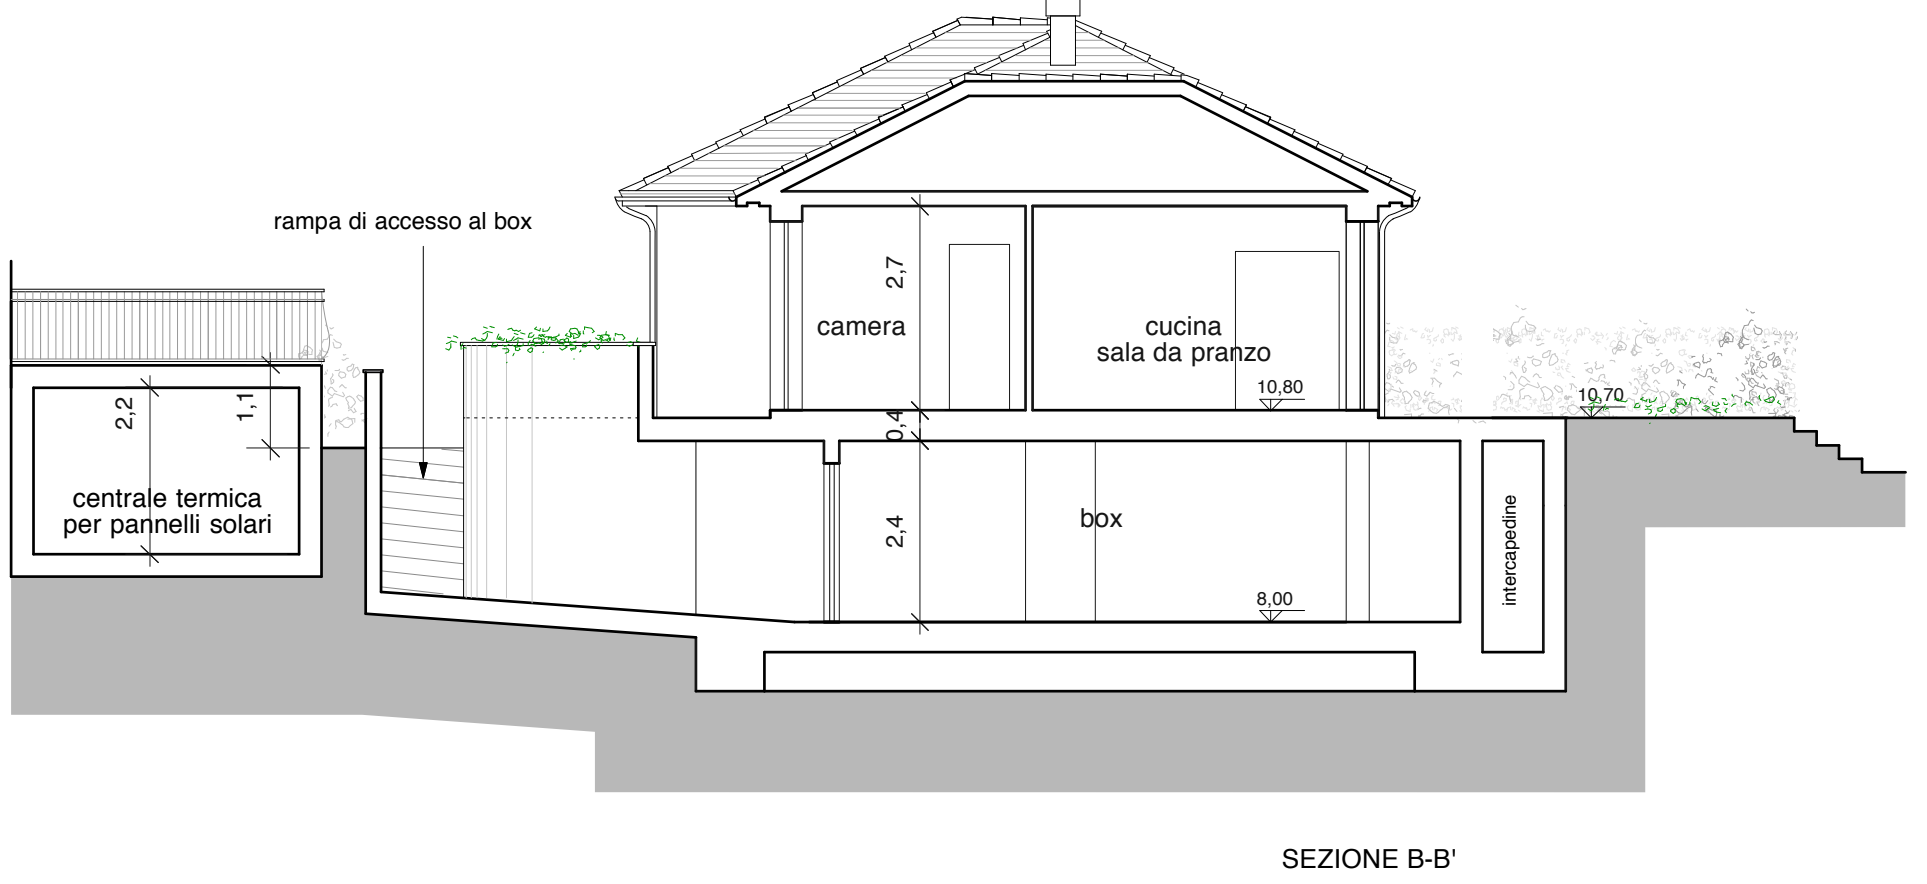 rampa di accesso al box
2,7
camera
cucina
sala da pranzo
10,80
10,70
2,2
1,1
0,4
centrale termica
per pannelli solari
2,4
box
intercapedine
8,00
SEZIONE B-B'